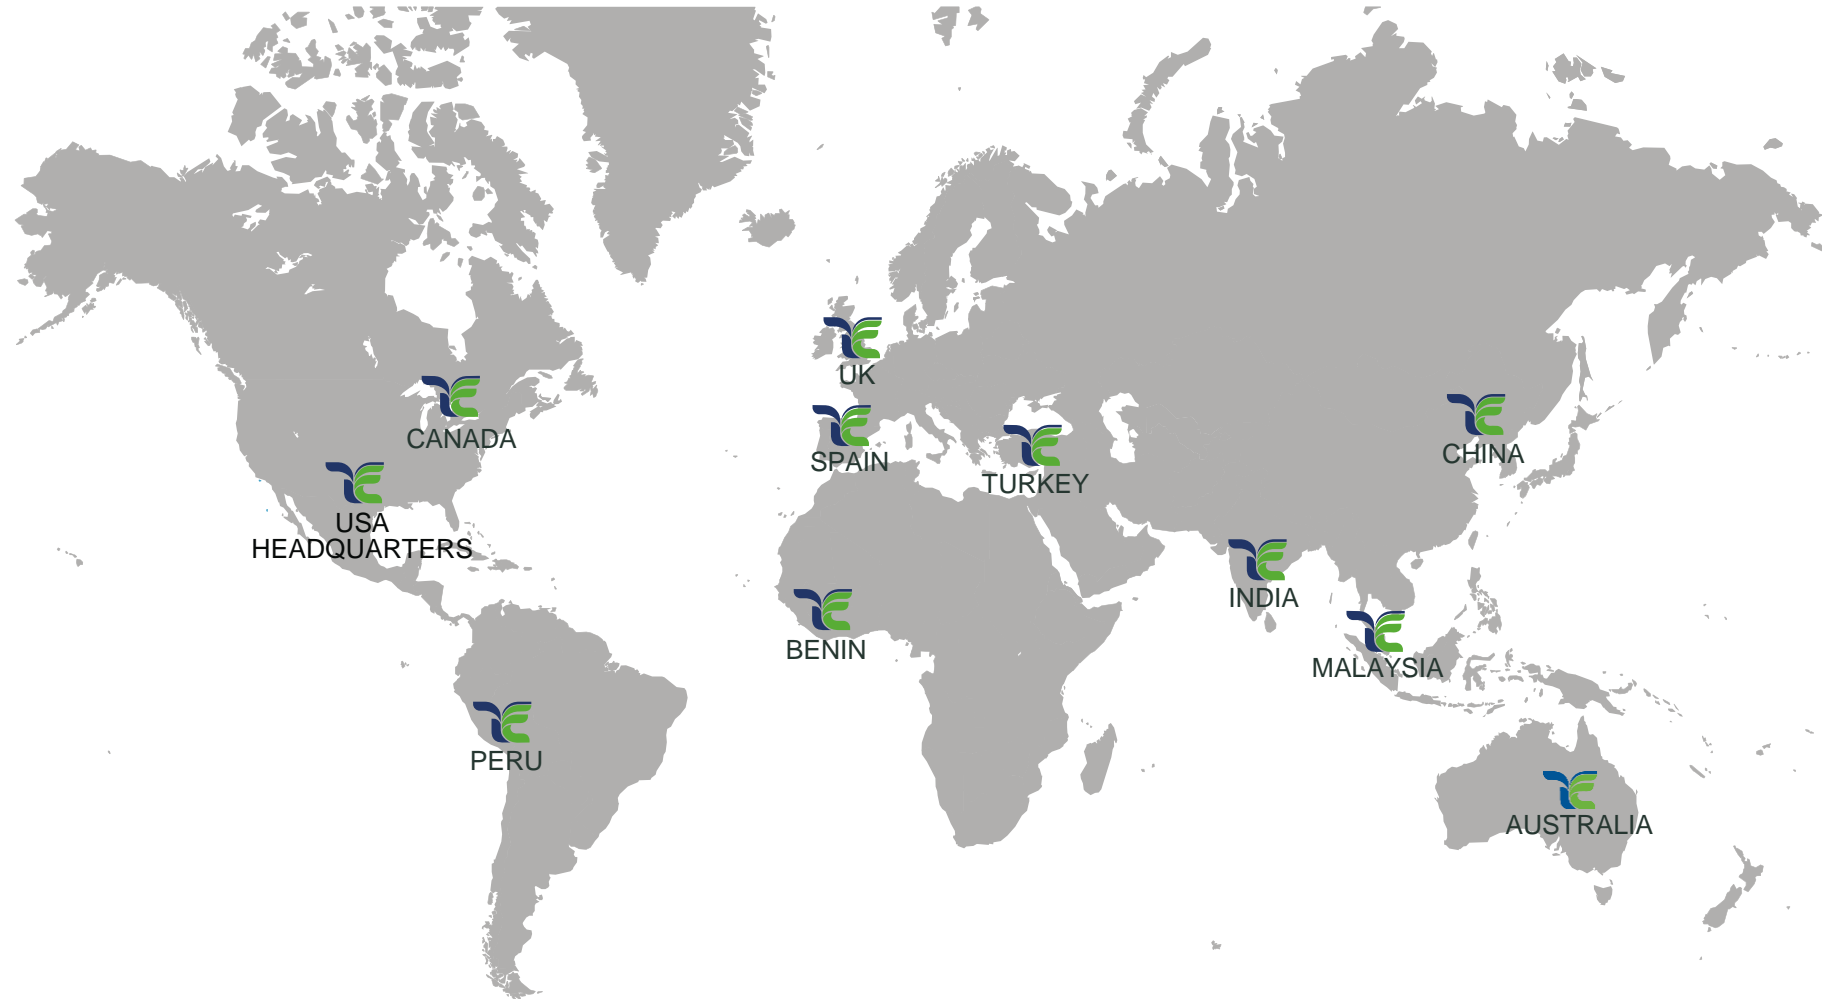 UK
CANADA
SPAIN
TURKEY
CHINA
USA
HEADQUARTERS
INDIA
BENIN
MALAYSIA
PERU
AUSTRALIA